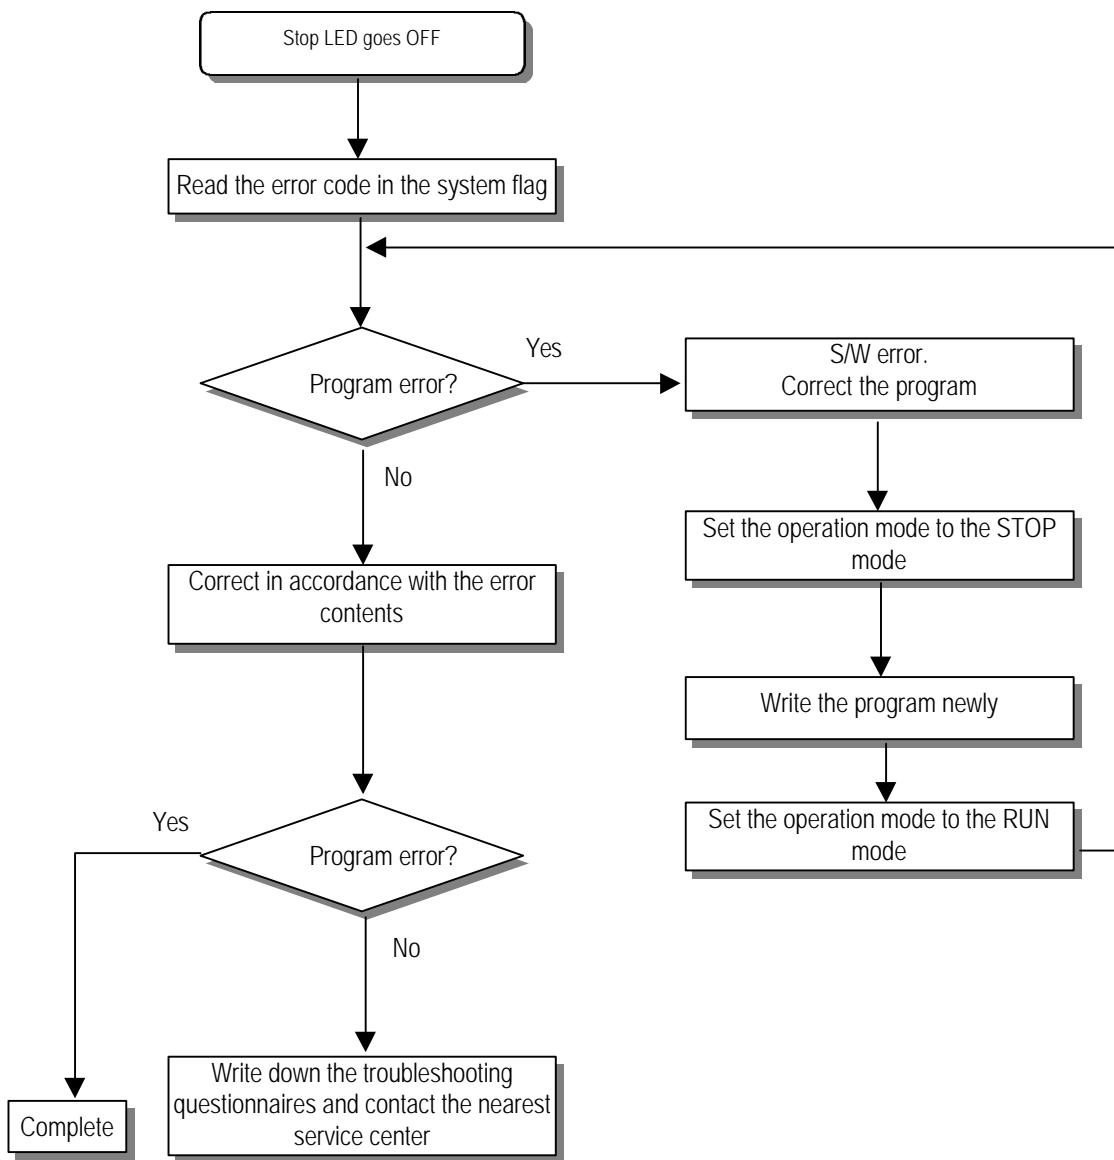 Stop LED goes OFF
Read the error code in the system flag
Program error?
Yes
S/W error.
Correct the program
No
Set the operation mode to the STOP
mode
Correct in accordance with the error
contents
Write the program newly
Set the operation mode to the RUN
mode
Yes
Program error?
No
Write down the troubleshooting
questionnaires and contact the nearest
service center
Complete